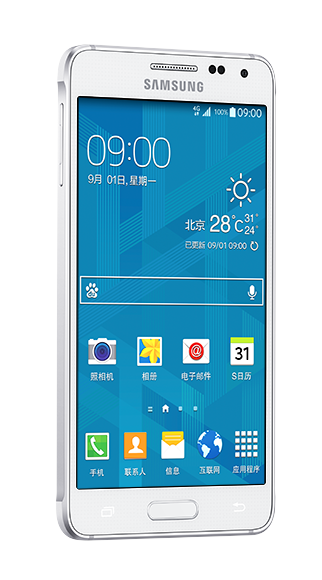 SAMSUNG
4G 100% 09:00
09:00
9月 01日,星期一
北京 28°C 31° 24°
已更新 09/01 09:00
31
照相机 相册 电子邮件 S日历
手机 联系人 信息 互联网 应用程序